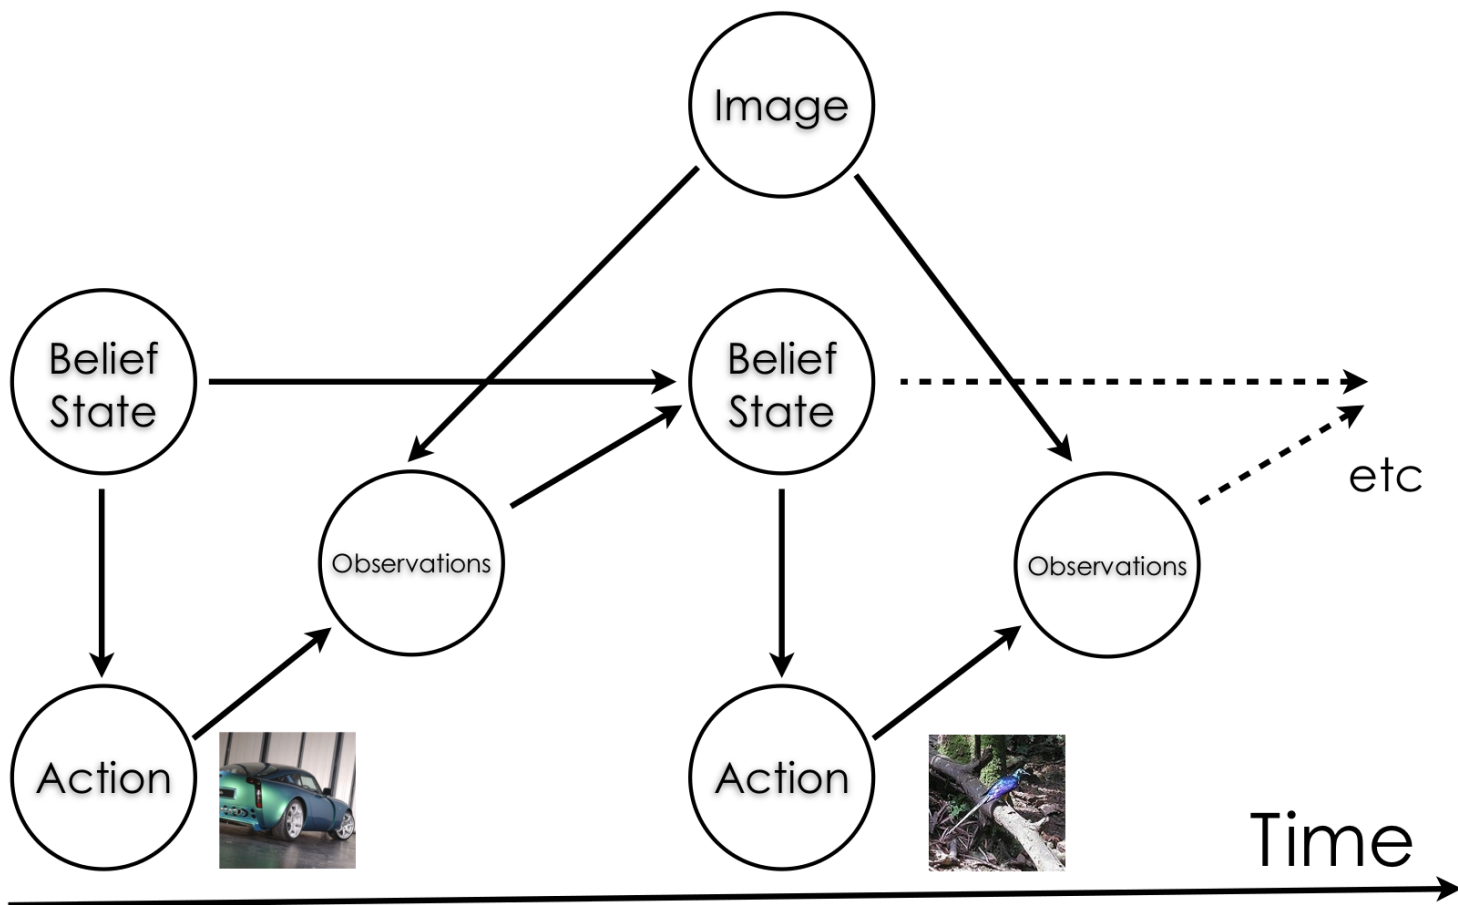 Image
Belief
State
Belief
State
etc
Observations
Observations
Action
Action
Time